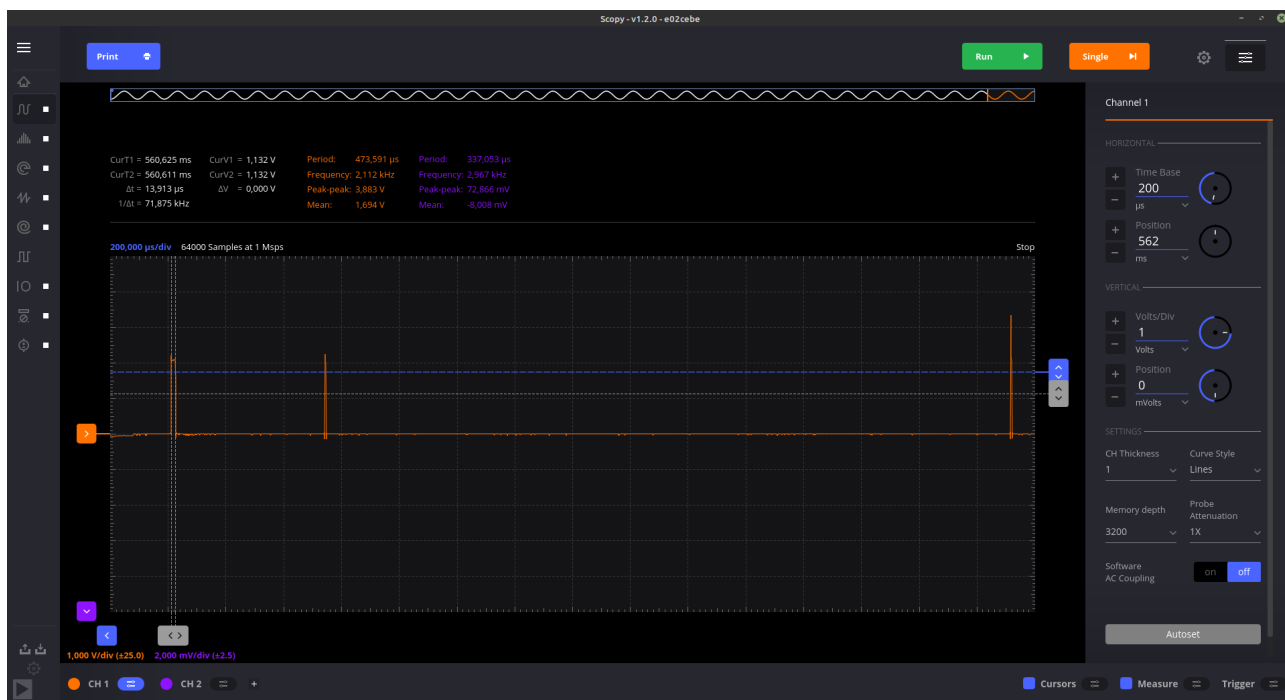 Scopy - v1.2.0 - e02cebe
Print
Run
Single
CurT1 = 560,625 ms CurV1 = 1,132 V Period: 473,591 µs Period: 337,053 µs
CurT2 = 560,611 ms CurV2 = 1,132 V Frequency: 2,112 kHz Frequency: 2,967 kHz
Δt = 13,913 µs ΔV = 0,000 V Peak-peak: 3,883 V Peak-peak: 72,866 mV
1/Δt = 71,875 kHz Mean: 1,694 V Mean: -8,008 mV
200,000 µs/div 64000 Samples at 1 Msps Stop
1,000 V/div (±25.0) 2,000 mV/div (±2.5)
CH 1 CH 2 +
Channel 1
HORIZONTAL
Time Base
200
µs
Position
562
ms
VERTICAL
Volts/Div
1
Volts
Position
0
mVolts
SETTINGS
CH Thickness Curve Style
1 Lines
Memory depth Probe Attenuation
3200 1X
Software AC Coupling on off
Autoset
Cursors Measure Trigger